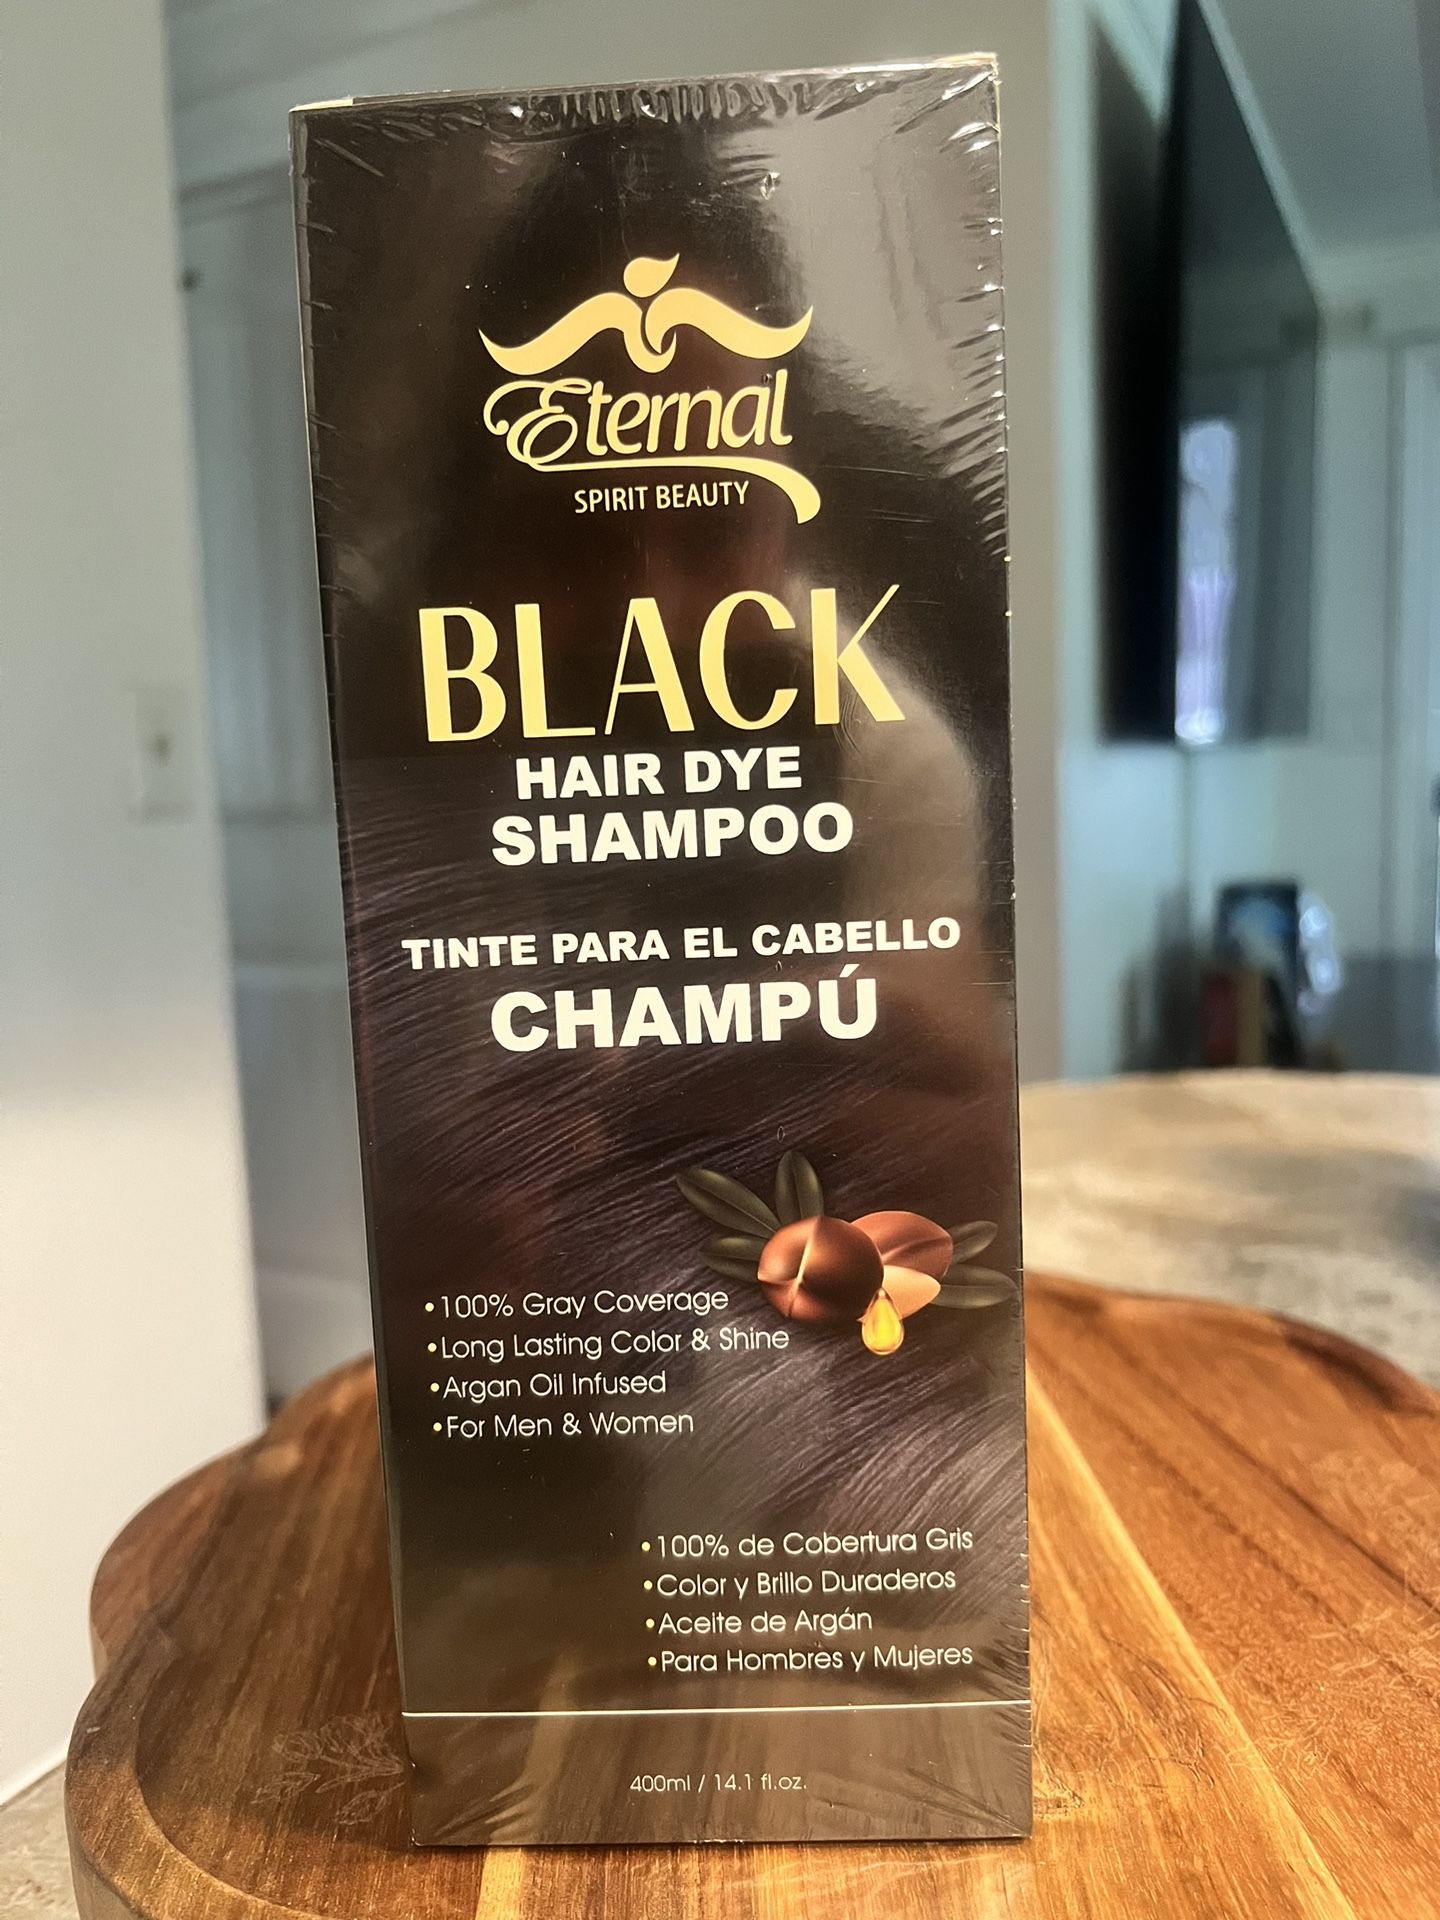 Eternal
SPIRIT BEAUTY
BLACK
HAIR DYE
SHAMPOO
TINTE PARA EL CABELLO
CHAMPÚ
•100% Gray Coverage
•Long Lasting Color & Shine
•Argan Oil Infused
•For Men & Women
•100% de Cobertura Gris
•Color y Brillo Duraderos
•Aceite de Argán
•Para Hombres y Mujeres
400ml / 14.1 fl.oz.